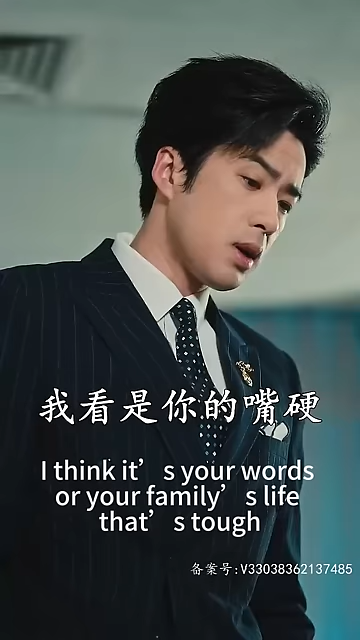 我看是你的嘴硬
I think it’s your words
or your family’s life
that’s tough
备案号:V33038362137485